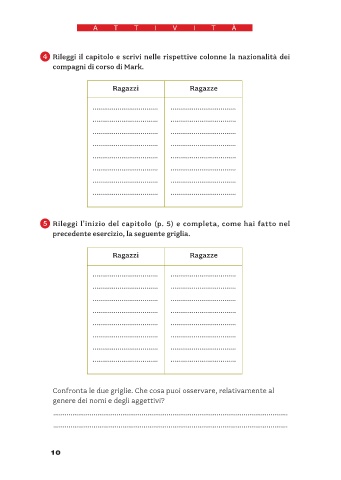 ATTIVITÀ
4 Rileggi il capitolo e scrivi nelle rispettive colonne la nazionalità dei
compagni di corso di Mark.
Ragazzi Ragazze
5 Rileggi l'inizio del capitolo (p. 5) e completa, come hai fatto nel
precedente esercizio, la seguente griglia.
Ragazzi Ragazze
Confronta le due griglie. Che cosa puoi osservare, relativamente al
genere dei nomi e degli aggettivi?
10